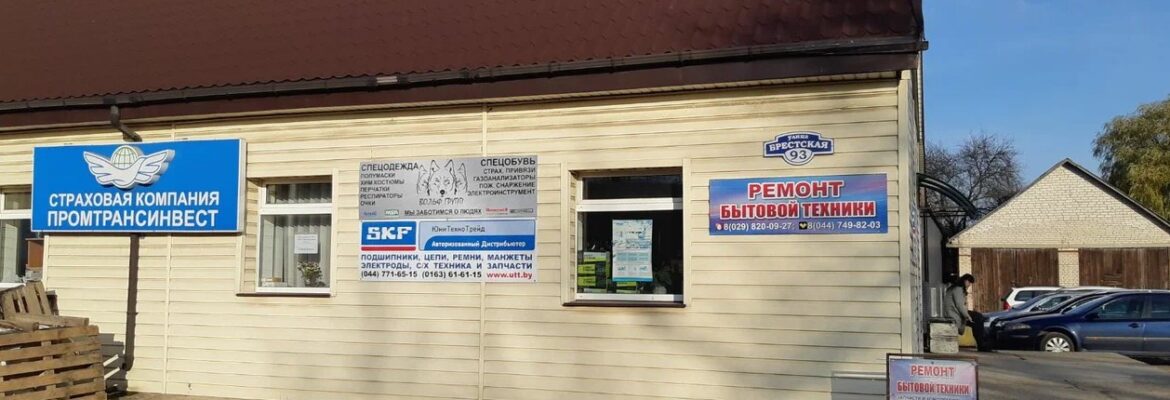 СТРАХОВАЯ КОМПАНИЯ
ПРОМТРАНСИНВЕСТ
СПЕЦОДЕЖДА
ПОЛУМАСКИ
ХИМ.КОСТЮМЫ
ПЕРЧАТКИ
РЕСПИРАТОРЫ
ОЧКИ
ВОЛЬФ ГРУПП
СПЕЦОБУВЬ
СТРАХ. ПРИВЯЗИ
ГАЗОАНАЛИЗАТОРЫ
ПОЖ. СНАРЯЖЕНИЕ
ЭЛЕКТРОИНСТРУМЕНТ
МЫ ЗАБОТИМСЯ О ЛЮДЯХ
SKF
ЮниТехноТрейд
Авторизованный Дистрибьютор
ПОДШИПНИКИ, ЦЕПИ, РЕМНИ, МАНЖЕТЫ
ЭЛЕКТРОДЫ, С/Х ТЕХНИКА И ЗАПЧАСТИ
(044) 771-65-15 (0163) 61-61-15 www.utt.by
улица
БРЕСТСКАЯ
93
РЕМОНТ
БЫТОВОЙ ТЕХНИКИ
8(029) 820-09-27; 8(044) 749-82-03
РЕМОНТ
БЫТОВОЙ ТЕХНИКИ